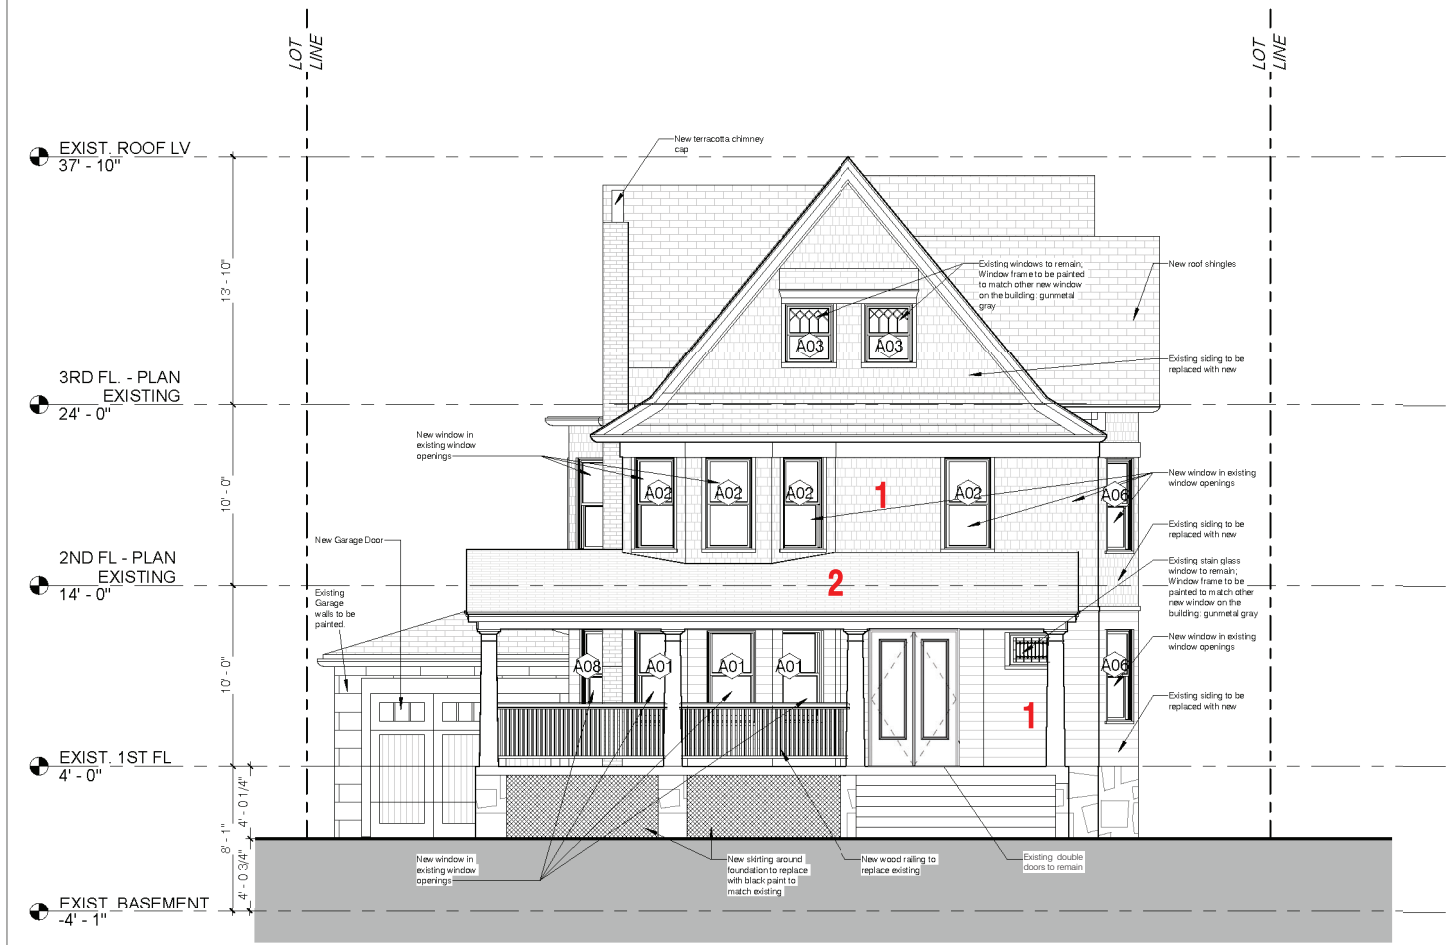 LOT
LINE
LOT
LINE
EXIST. ROOF LV
37' - 10"
New terracotta chimney
cap
13' - 10"
Existing windows to remain;
Window frame to be painted
to match other new window
on the building: gunmetal
gray
New roof shingles
A03
A03
Existing siding to be
replaced with new
3RD FL. - PLAN
EXISTING
24' - 0"
New window in
existing window
openings
10' - 0"
A02
A02
A02
1
A02
A06
New window in existing
window openings
New Garage Door
Existing siding to be
replaced with new
2ND FL - PLAN
EXISTING
14' - 0"
2
Existing stain glass
window to remain;
Window frame to be
painted to match other
new window on the
building: gunmetal gray
Existing
Garage
walls to be
painted.
10' - 0"
A08
A01
A01
A01
A06
New window in existing
window openings
1
Existing siding to be
replaced with new
EXIST. 1ST FL
4' - 0"
4' - 0 1/4"
8' - 1"
4' - 0 3/4"
New window in
existing window
openings
New skirting around
foundation to replace
with black paint to
match existing
New wood railing to
replace existing
Existing double
doors to remain
EXIST. BASEMENT
-4' - 1"